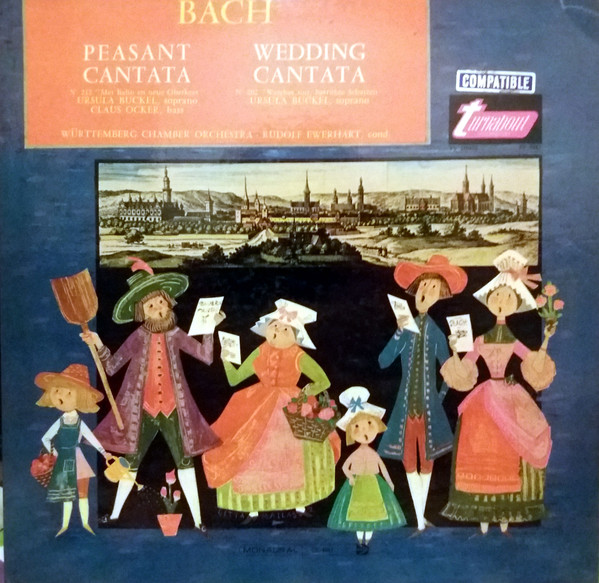 BACH
PEASANT
CANTATA
WEDDING
CANTATA
URSULA BUCKEL, soprano
CLAUS OCKER, bass
URSULA BUCKEL, soprano
WÜRTTEMBERG CHAMBER ORCHESTRA · RUDOLF EWERHART, cond.
COMPATIBLE
turnabout
BACH